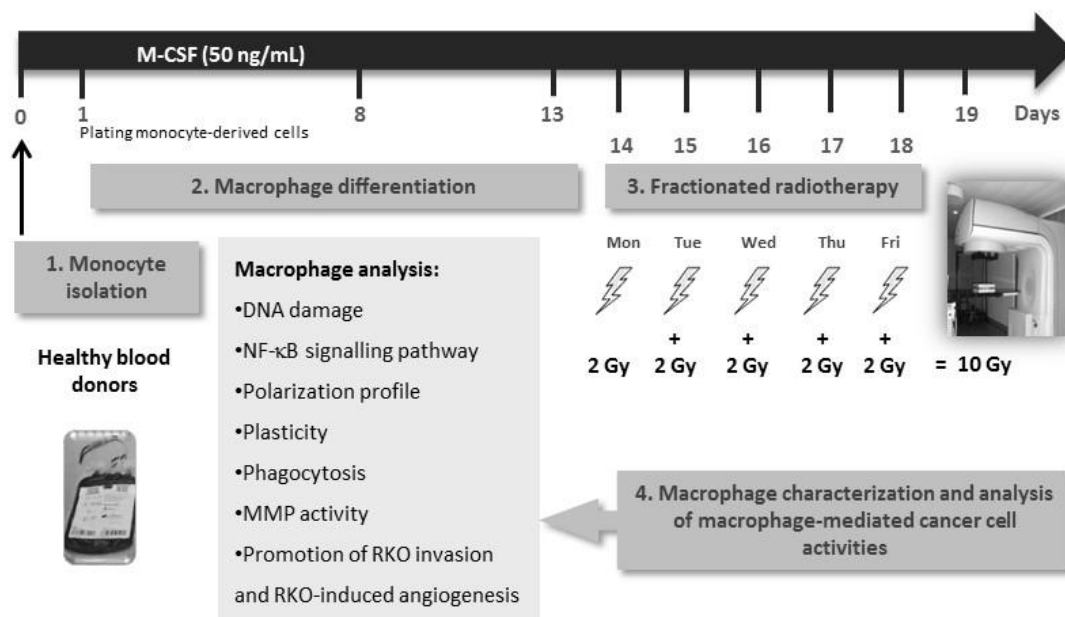 M-CSF (50 ng/mL)
0 1 8 13 19 Days
Plating monocyte-derived cells
14 15 16 17 18
2. Macrophage differentiation
3. Fractionated radiotherapy
Mon Tue Wed Thu Fri
1. Monocyte
isolation
Macrophage analysis:
•DNA damage
•NF-κB signalling pathway
•Polarization profile
•Plasticity
•Phagocytosis
•MMP activity
•Promotion of RKO invasion
and RKO-induced angiogenesis
+ + + +
2 Gy 2 Gy 2 Gy 2 Gy 2 Gy = 10 Gy
Healthy blood
donors
4. Macrophage characterization and analysis
of macrophage-mediated cancer cell
activities